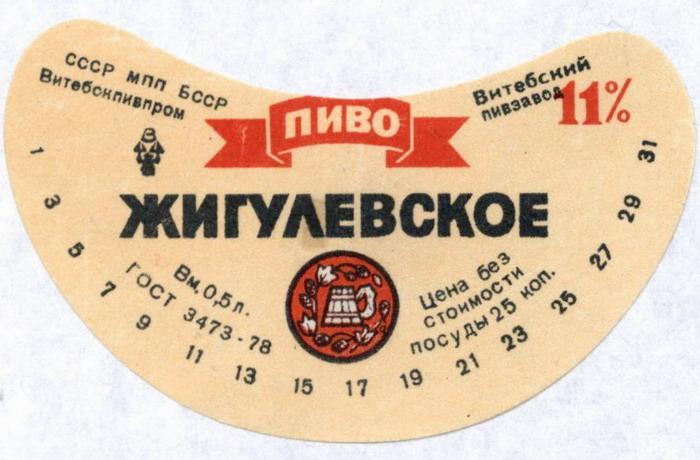 СССР МПП БССР
Витебскпивпром
Витебский
пивзавод
11%
ПИВО
ЖИГУЛЕВСКОЕ
Вм.0,5л.
ГОСТ 3473-78
Цена без
стоимости
посуды 25 коп.
1 3 5 7 9 11 13 15 17 19 21 23 25 27 29 31